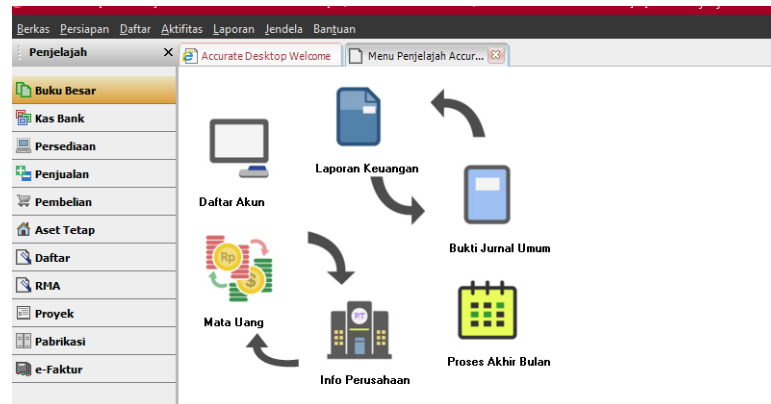 Berkas Persiapan Daftar Aktifitas Laporan Jendela Bantuan
Penjelajah X
Accurate Desktop Welcome
Menu Penjelajah Accur...
Buku Besar
Kas Bank
Persediaan
Penjualan
Pembelian
Aset Tetap
Daftar
RMA
Proyek
Pabrikasi
e-Faktur
Laporan Keuangan
Daftar Akun
Bukti Jurnal Umum
Rp
$
Mata Uang
PT
Info Perusahaan
Proses Akhir Bulan